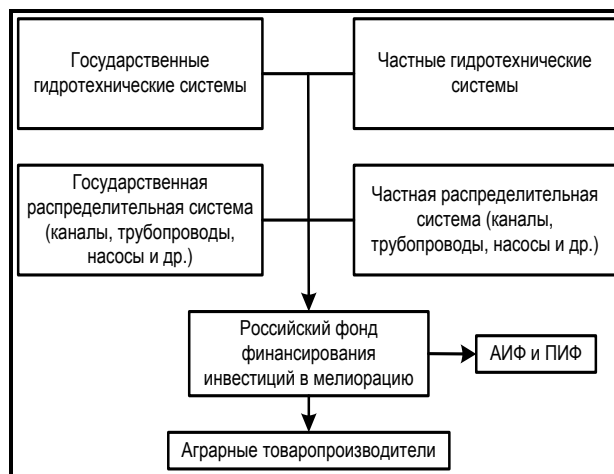 Государственные
гидротехнические системы
Частные гидротехнические
системы
Государственная
распределительная система
(каналы, трубопроводы,
насосы и др.)
Частная распределительная
система (каналы,
трубопроводы, насосы и др.)
Российский фонд
финансирования
инвестиций в мелиорацию
АИФ и ПИФ
Аграрные товаропроизводители